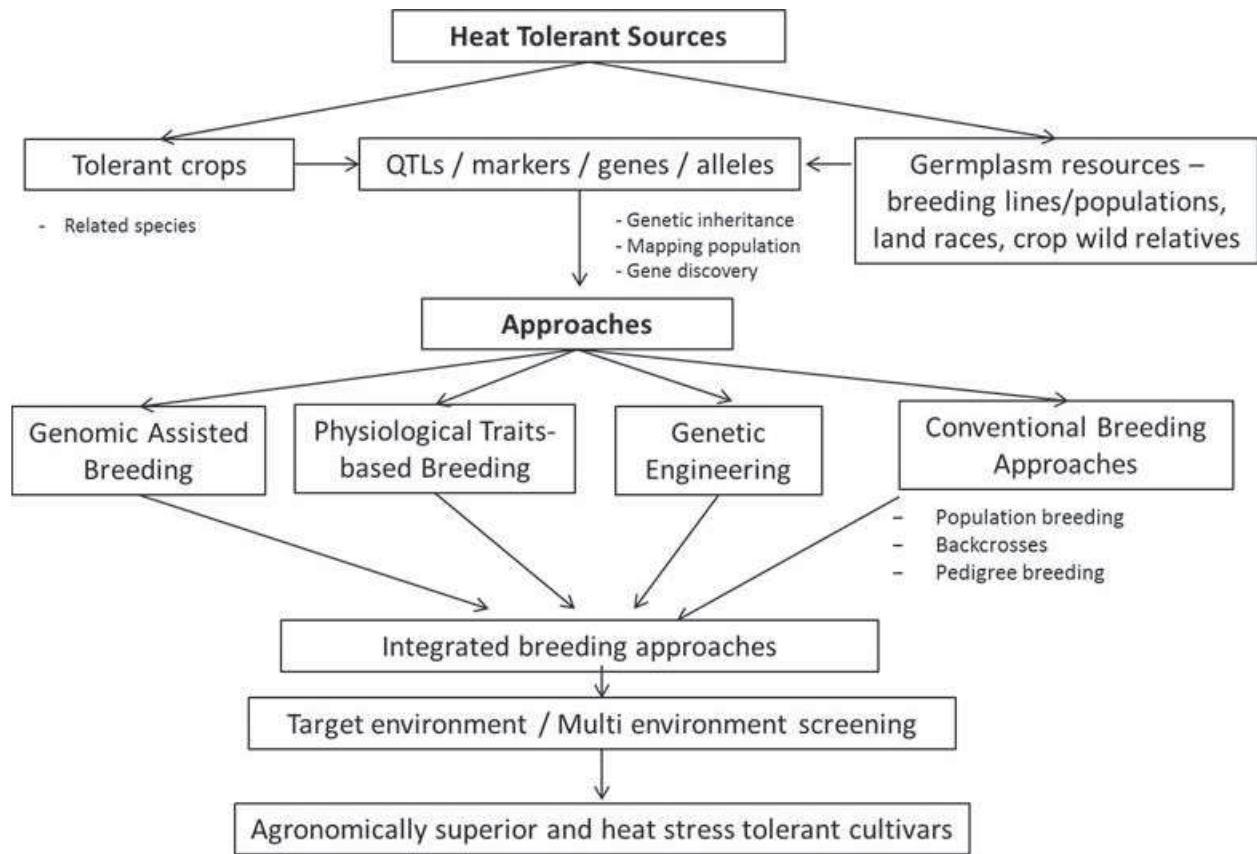 Heat Tolerant Sources
Tolerant crops
QTLs / markers / genes / alleles
Germplasm resources –
breeding lines/populations,
land races, crop wild relatives
- Related species
- Genetic inheritance
- Mapping population
- Gene discovery
Approaches
Genomic Assisted
Breeding
Physiological Traits-
based Breeding
Genetic
Engineering
Conventional Breeding
Approaches
– Population breeding
– Backcrosses
– Pedigree breeding
Integrated breeding approaches
Target environment / Multi environment screening
Agronomically superior and heat stress tolerant cultivars